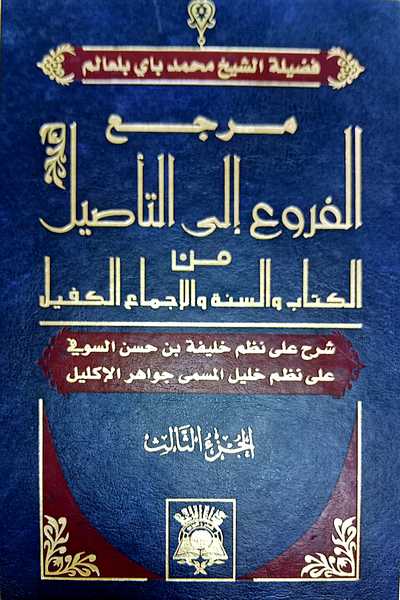 فضيلة الشيخ محمد باي بلعالم
مرجع
الفروع إلى التأصيل
من
الكتاب والسنة والإجماع الكفيل
شرح على نظم خليفة بن حسن السوفي
على نظم خليل المسمى جواهر الإكليل
الجزء الثالث